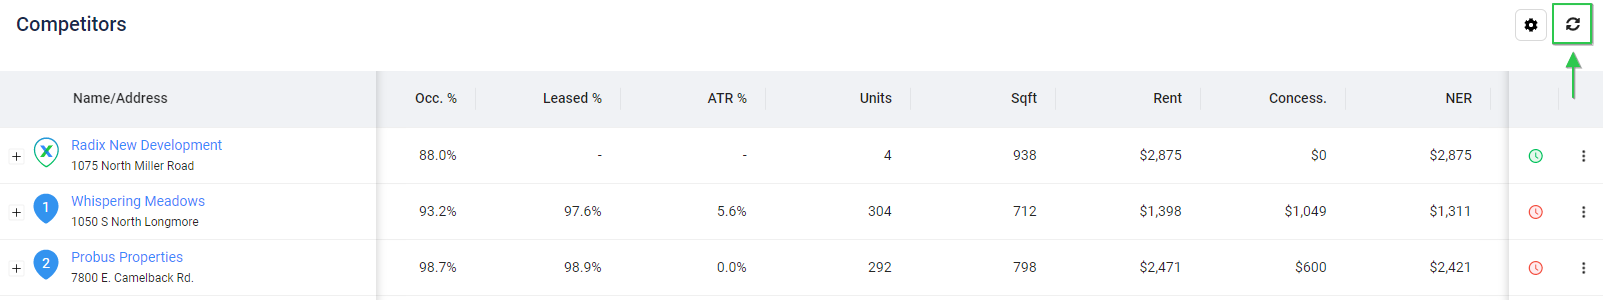 Competitors
Name/Address Occ. % Leased % ATR % Units Sqft Rent Concess. NER
Radix New Development
1075 North Miller Road
88.0% - - 4 938 $2,875 $0 $2,875
1 Whispering Meadows
1050 S North Longmore
93.2% 97.6% 5.6% 304 712 $1,398 $1,049 $1,311
2 Probus Properties
7800 E. Camelback Rd.
98.7% 98.9% 0.0% 292 798 $2,471 $600 $2,421